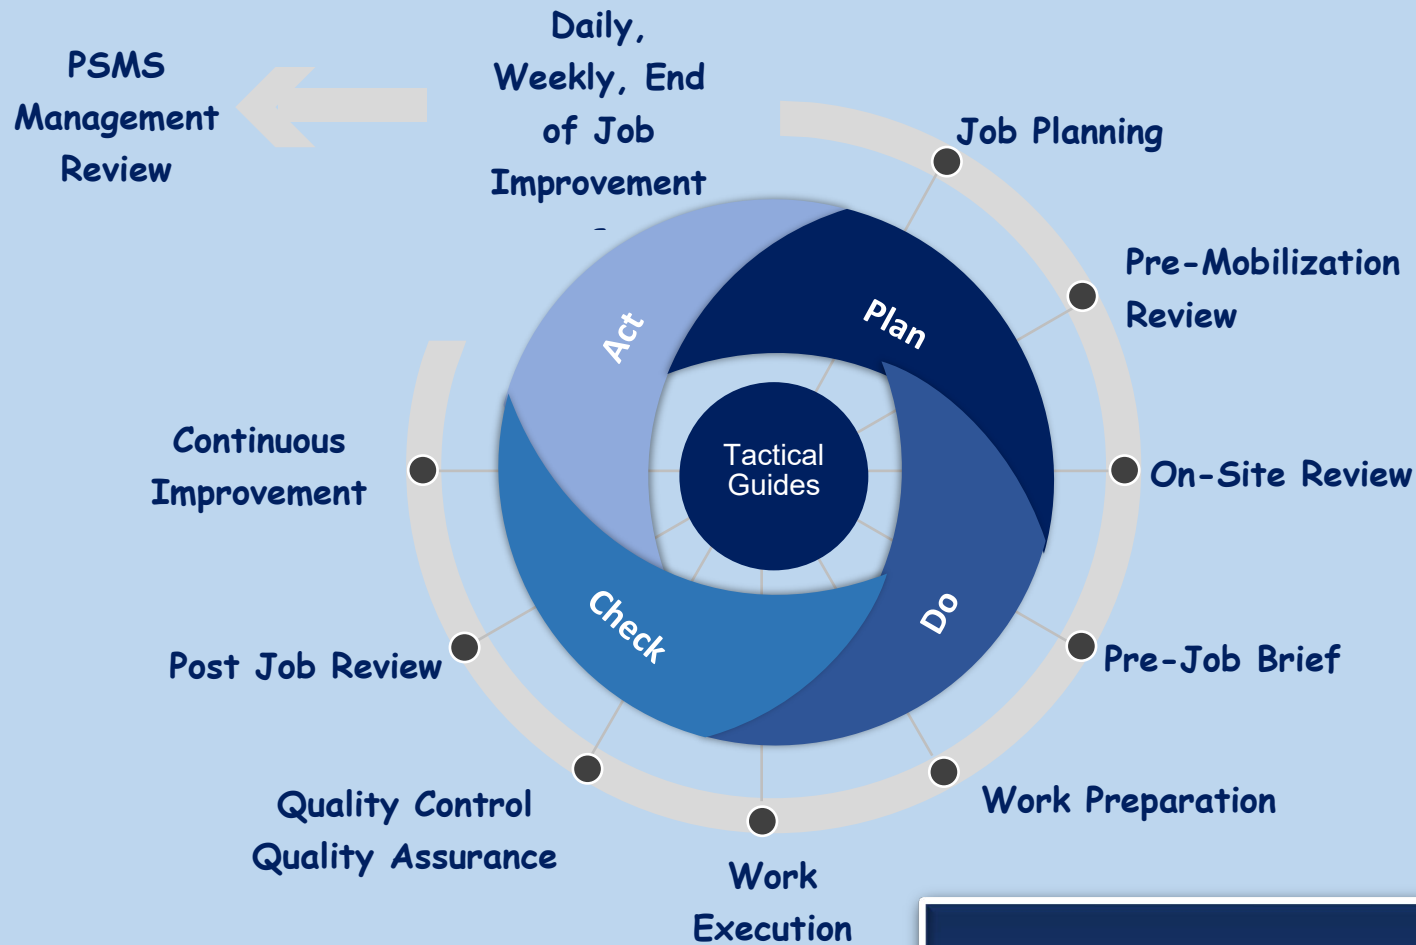 PSMS
Management
Review
Daily,
Weekly, End
of Job
Improvement
Job Planning
Pre-Mobilization
Review
On-Site Review
Pre-Job Brief
Work Preparation
Work
Execution
Quality Control
Quality Assurance
Post Job Review
Continuous
Improvement
Act
Plan
Do
Check
Tactical
Guides